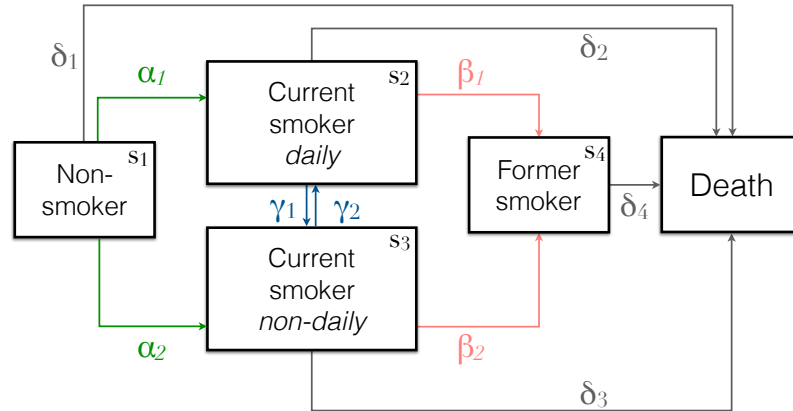 δ1
δ2
α1
β1
s1
Non-
smoker
s2
Current
smoker
daily
s4
Former
smoker
Death
γ1
γ2
δ4
s3
Current
smoker
non-daily
α2
β2
δ3